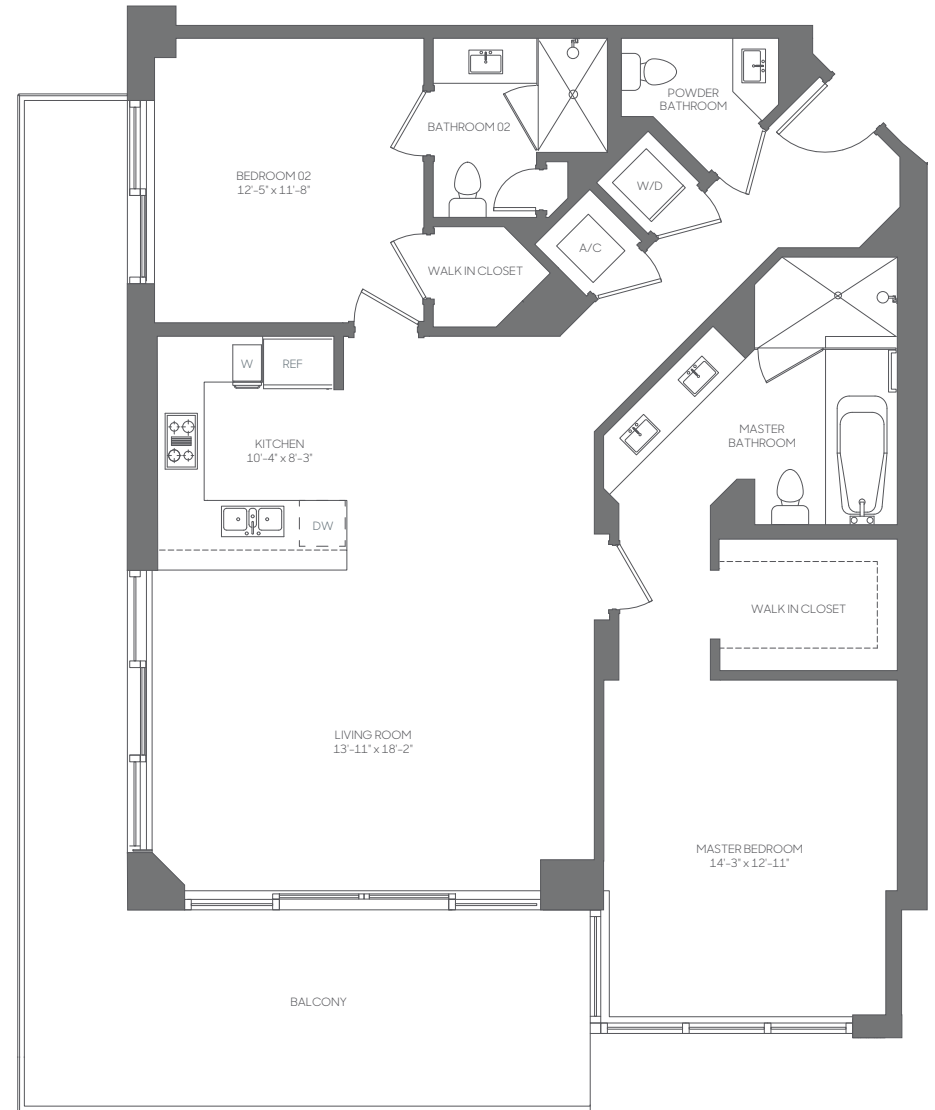 POWDER
BATHROOM
BATHROOM 02
BEDROOM 02
12'-5" x 11'-8"
W/D
A/C
WALK IN CLOSET
W
REF
KITCHEN
10'-4" x 8'-3"
MASTER
BATHROOM
DW
WALK IN CLOSET
LIVING ROOM
13'-11" x 18'-2"
MASTER BEDROOM
14'-3" x 12'-11"
BALCONY